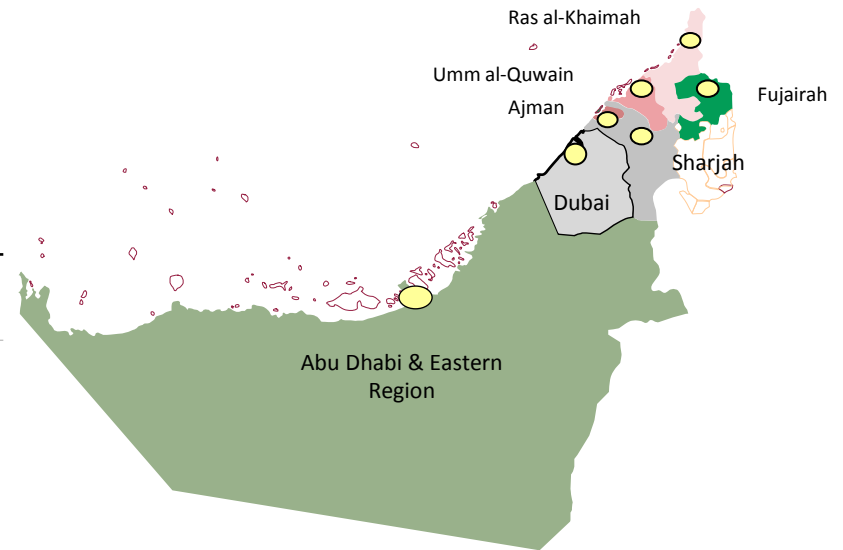 Ras al-Khaimah
Umm al-Quwain
Fujairah
Ajman
Sharjah
Dubai
Abu Dhabi & Eastern
Region